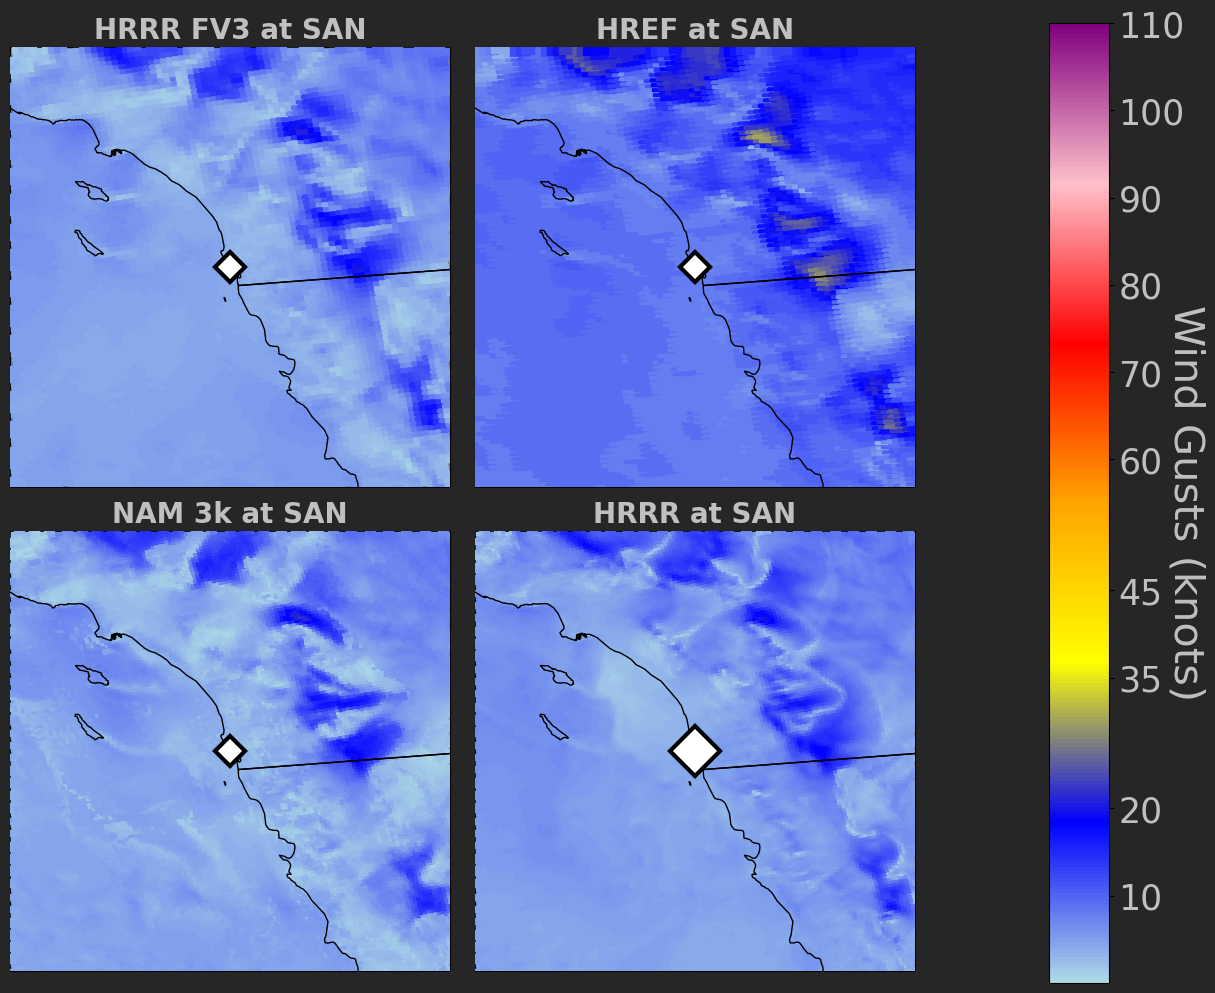 HRRR FV3 at SAN
HREF at SAN
NAM 3k at SAN
HRRR at SAN
110
100
90
80
70
60
45
35
20
10
Wind Gusts (knots)